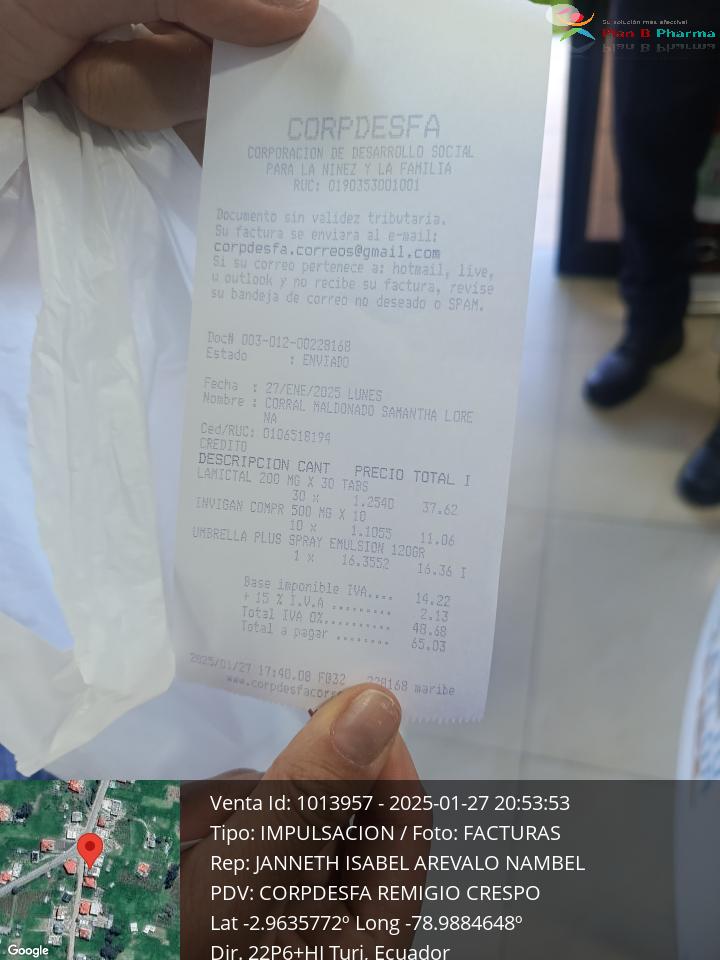 Su solución más efectiva!
Plan B Pharma
CORPDESFA
CORPORACION DE DESARROLLO SOCIAL
PARA LA NINEZ Y LA FAMILIA
RUC: 0190353001001
Documento sin validez tributaria.
Su factura se enviara al e-mail:
corpdesfa.correos@gmail.com
Si su correo pertenece a: hotmail, live,
u outlook y no recibe su factura, revise
su bandeja de correo no deseado o SPAM.
Doc# 003-012-00228168
Estado : ENVIADO
Fecha : 27/ENE/2025 LUNES
Nombre : CORRAL MALDONADO SAMANTHA LORE
NA
Ced/RUC: 0106518194
CREDITO
DESCRIPCION CANT PRECIO TOTAL I
LAMICTAL 200 MG X 30 TABS
30 x 1.2540 37.62
INVIGAN COMPR 500 MG X 10
10 x 1.1055 11.06
UMBRELLA PLUS SPRAY EMULSION 120GR
1 x 16.3552 16.36 I
Base imponible IVA.... 14.22
+ 15 % I.V.A ......... 2.13
Total IVA 0%.......... 48.68
Total a pagar ........ 65.03
2025/01/27 17:40.08 F@32 228168 maribe
www.corpdesfacorr
Venta Id: 1013957 - 2025-01-27 20:53:53
Tipo: IMPULSACION / Foto: FACTURAS
Rep: JANNETH ISABEL AREVALO NAMBEL
PDV: CORPDESFA REMIGIO CRESPO
Lat -2.9635772º Long -78.9884648º
Dir. 22P6+HJ Turi, Ecuador
Google